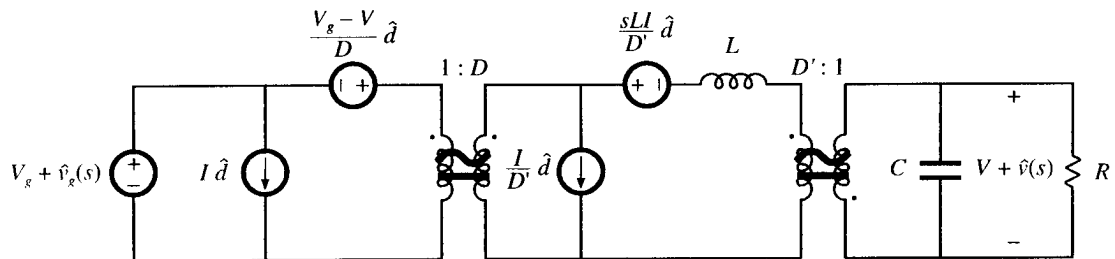 (V_g − V)/D d̂
sLI/D' d̂
L
1 : D
D' : 1
+
− +
+ −
V_g + v̂_g(s)
+
−
I d̂
I/D' d̂
C
V + v̂(s)
R
−